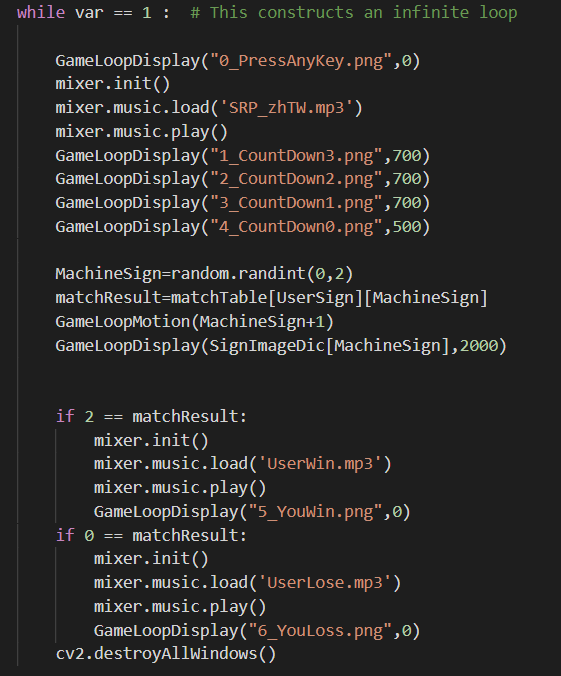 while var == 1 :  # This constructs an infinite loop
    GameLoopDisplay("0_PressAnyKey.png",0)
    mixer.init()
    mixer.music.load('SRP_zhTW.mp3')
    mixer.music.play()
    GameLoopDisplay("1_CountDown3.png",700)
    GameLoopDisplay("2_CountDown2.png",700)
    GameLoopDisplay("3_CountDown1.png",700)
    GameLoopDisplay("4_CountDown0.png",500)
    MachineSign=random.randint(0,2)
    matchResult=matchTable[UserSign][MachineSign]
    GameLoopMotion(MachineSign+1)
    GameLoopDisplay(SignImageDic[MachineSign],2000)
    if 2 == matchResult:
        mixer.init()
        mixer.music.load('UserWin.mp3')
        mixer.music.play()
        GameLoopDisplay("5_YouWin.png",0)
    if 0 == matchResult:
        mixer.init()
        mixer.music.load('UserLose.mp3')
        mixer.music.play()
        GameLoopDisplay("6_YouLoss.png",0)
    cv2.destroyAllWindows()